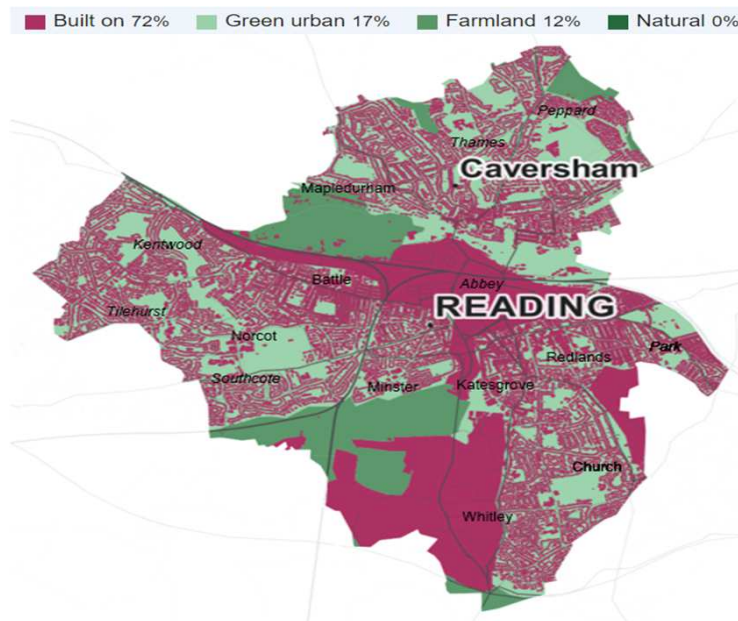 Built on 72% Green urban 17% Farmland 12% Natural 0%
Peppard
Thames
Caversham
Mapledurham
Kentwood
Battle
Abbey
READING
Tilehurst
Norcot
Redlands
Park
Southcote
Minster
Katesgrove
Church
Whitley